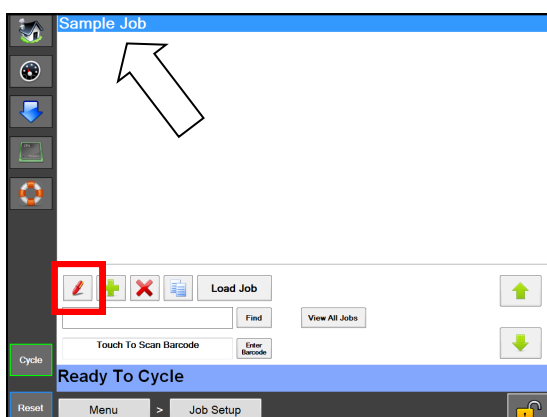 Sample Job
Load Job
Find
View All Jobs
Touch To Scan Barcode
Enter
Barcode
Cycle
Ready To Cycle
Reset
Menu > Job Setup